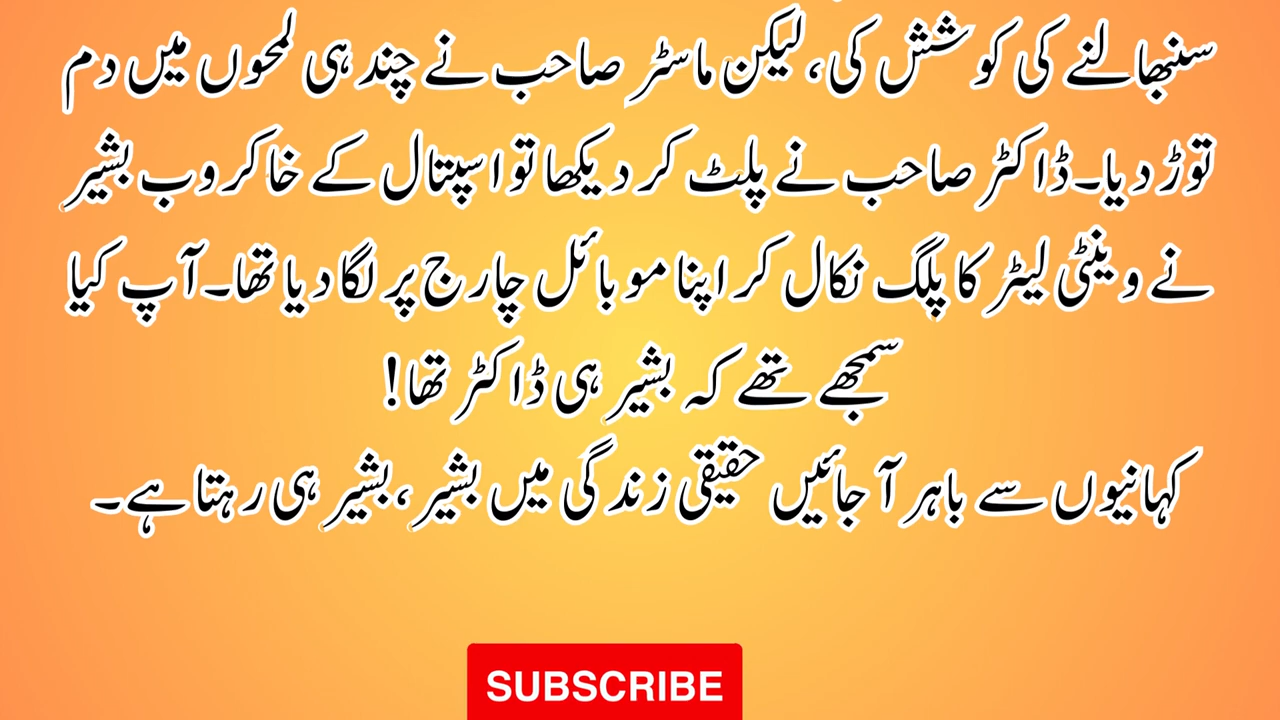 سنبھالنے کی کوشش کی، لیکن ماسٹر صاحب نے چند ہی لمحوں میں دم
توڑ دیا۔ ڈاکٹر صاحب نے پلٹ کر دیکھا تو اسپتال کے خاکروب بشیر
نے وینٹی لیٹر کا پلگ نکال کر اپنا موبائل چارج پر لگا دیا تھا۔ آپ کیا
سمجھے تھے کہ بشیر ہی ڈاکٹر تھا!
کہانیوں سے باہر آ جائیں حقیقی زندگی میں بشیر، بشیر ہی رہتا ہے۔
SUBSCRIBE